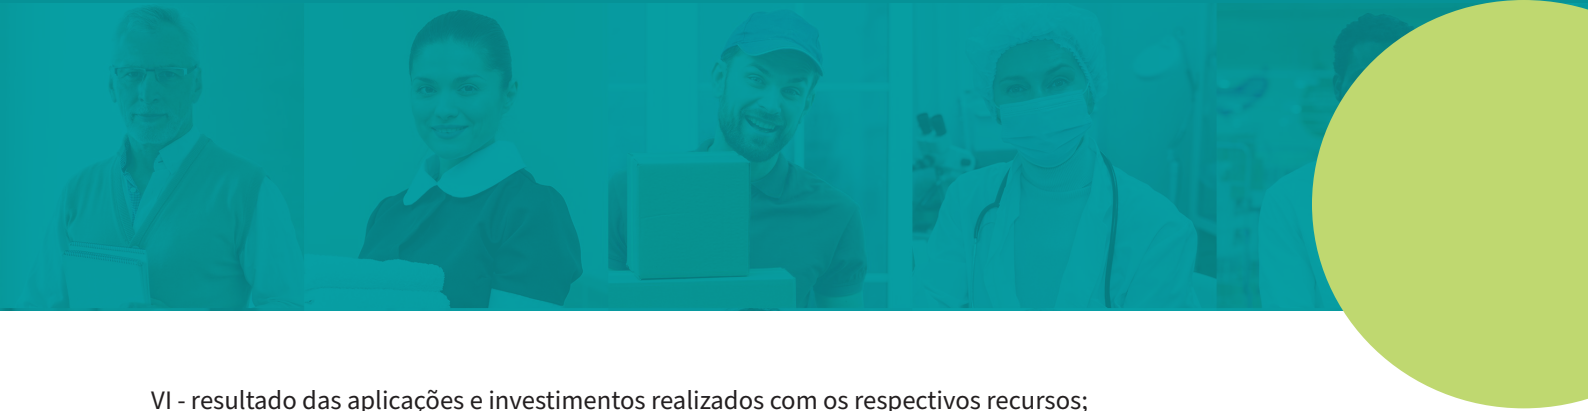 VI - resultado das aplicações e investimentos realizados com os respectivos recursos;